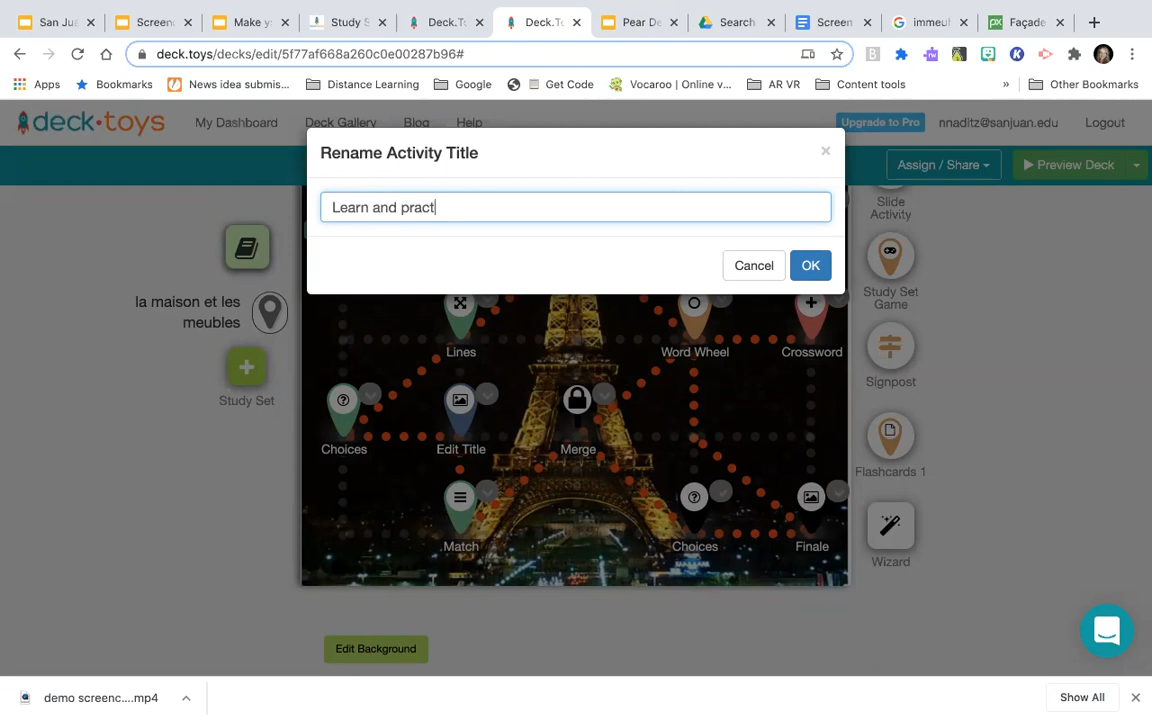 San Jua
Screen
Make y
Study S
Deck.To
Deck.To
Pear De
Search
Screen
immeul
Façade
deck.toys/decks/edit/5f77af668a260c0e00287b96#
Apps
Bookmarks
News idea submis...
Distance Learning
Google
Get Code
Vocaroo | Online v...
AR VR
Content tools
»
Other Bookmarks
deck•toys
My Dashboard
Deck Gallery
Blog
Help
Upgrade to Pro
nnaditz@sanjuan.edu
Logout
Rename Activity Title
Assign / Share
Preview Deck
Learn and pract
Cancel
OK
Slide
Activity
Study Set
Game
la maison et les
meubles
Study Set
Lines
Word Wheel
Crossword
Signpost
Choices
Edit Title
Merge
Flashcards 1
Match
Choices
Finale
Wizard
Edit Background
demo screenc....mp4
Show All